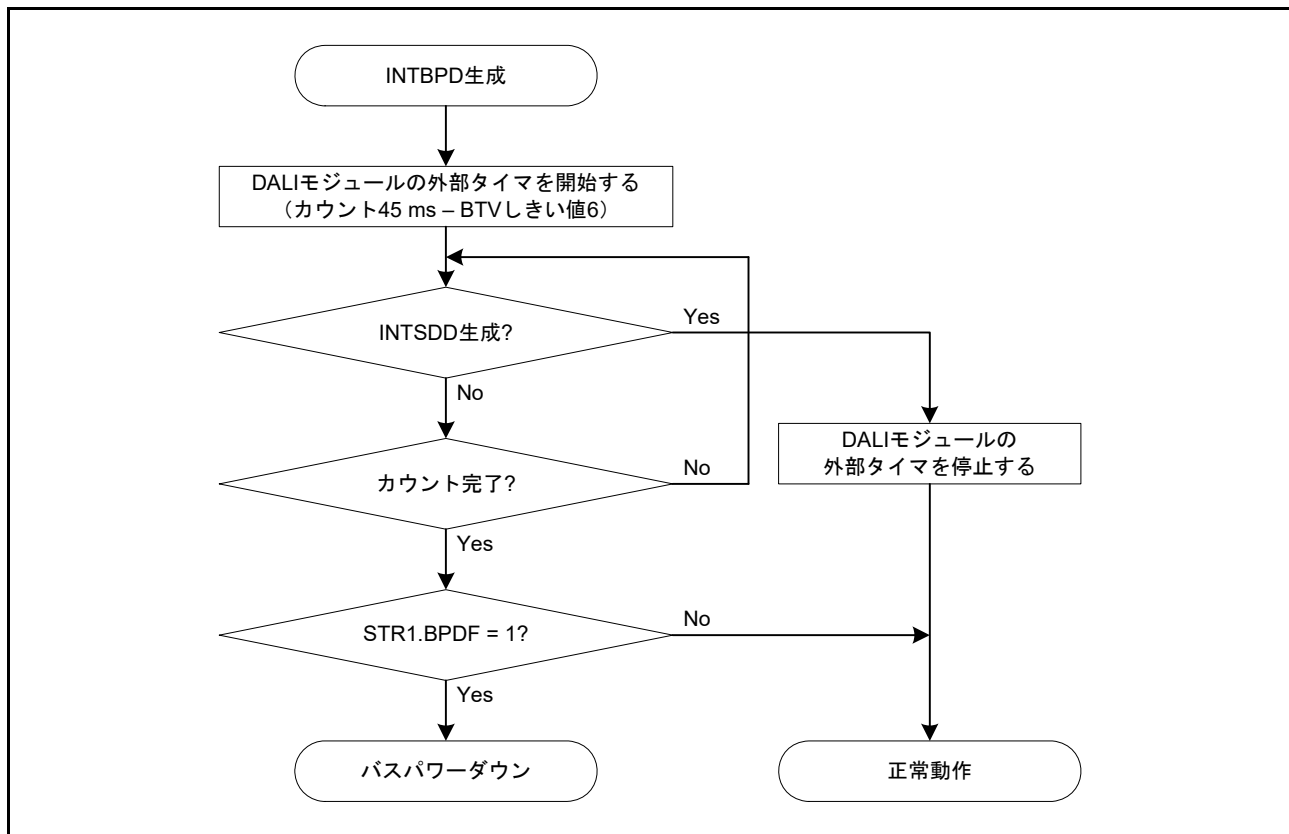 INTBPD生成
DALIモジュールの外部タイマを開始する
（カウント45 ms – BTVしきい値6）
INTSDD生成?
Yes
No
DALIモジュールの
外部タイマを停止する
カウント完了?
No
Yes
STR1.BPDF = 1?
No
Yes
バスパワーダウン
正常動作